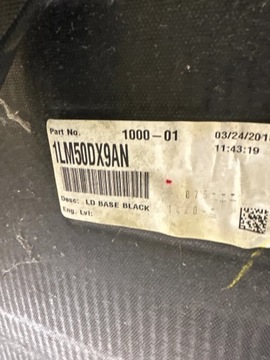 Part No. 1000-01 03/24/201
1LM50DX9AN 11:43:19
Desc: LD BASE BLACK
Eng. Lvl: